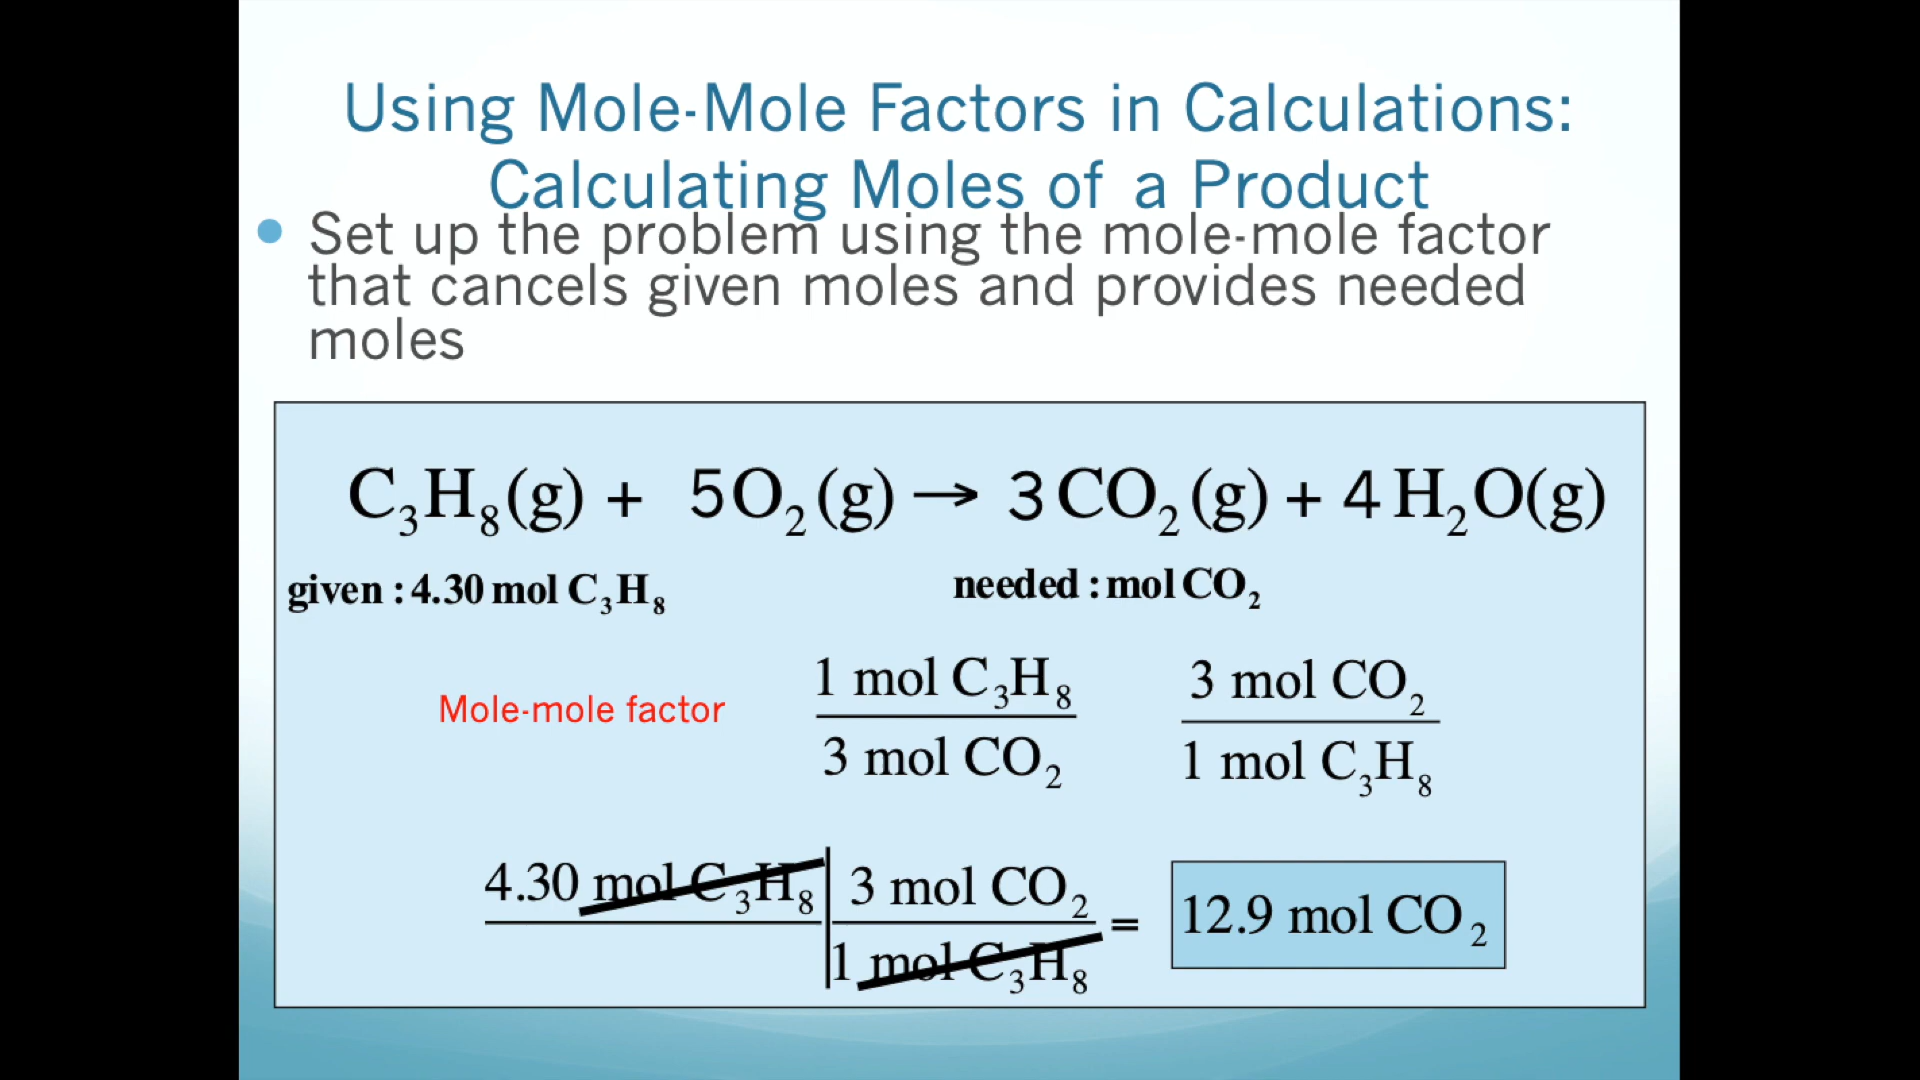 Using Mole-Mole Factors in Calculations:
Calculating Moles of a Product
• Set up the problem using the mole-mole factor
that cancels given moles and provides needed
moles
C₃H₈(g) + 5O₂(g) → 3CO₂(g) + 4H₂O(g)
given : 4.30 mol C₃H₈ needed : mol CO₂
1 mol C₃H₈ 3 mol CO₂
Mole-mole factor
3 mol CO₂ 1 mol C₃H₈
4.30 mol C₃H₈ 3 mol CO₂
= 12.9 mol CO₂
1 mol C₃H₈